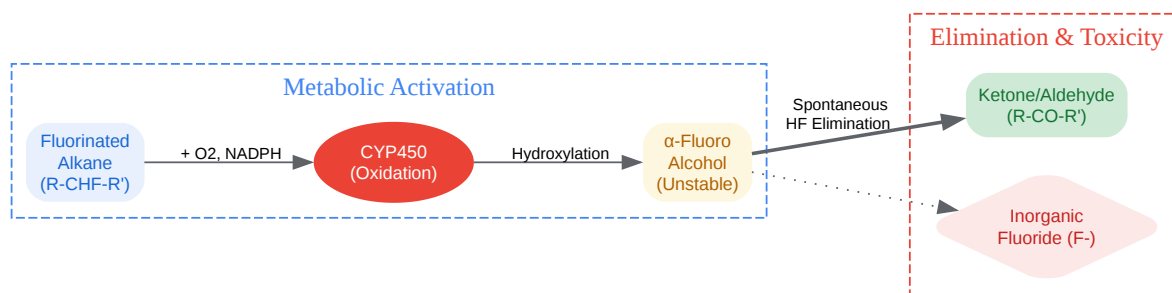 Elimination & Toxicity
Metabolic Activation
Fluorinated
Alkane
(R-CHF-R')
+ O2, NADPH
CYP450
(Oxidation)
Hydroxylation
α-Fluoro
Alcohol
(Unstable)
Spontaneous
HF Elimination
Ketone/Aldehyde
(R-CO-R')
Inorganic
Fluoride (F-)